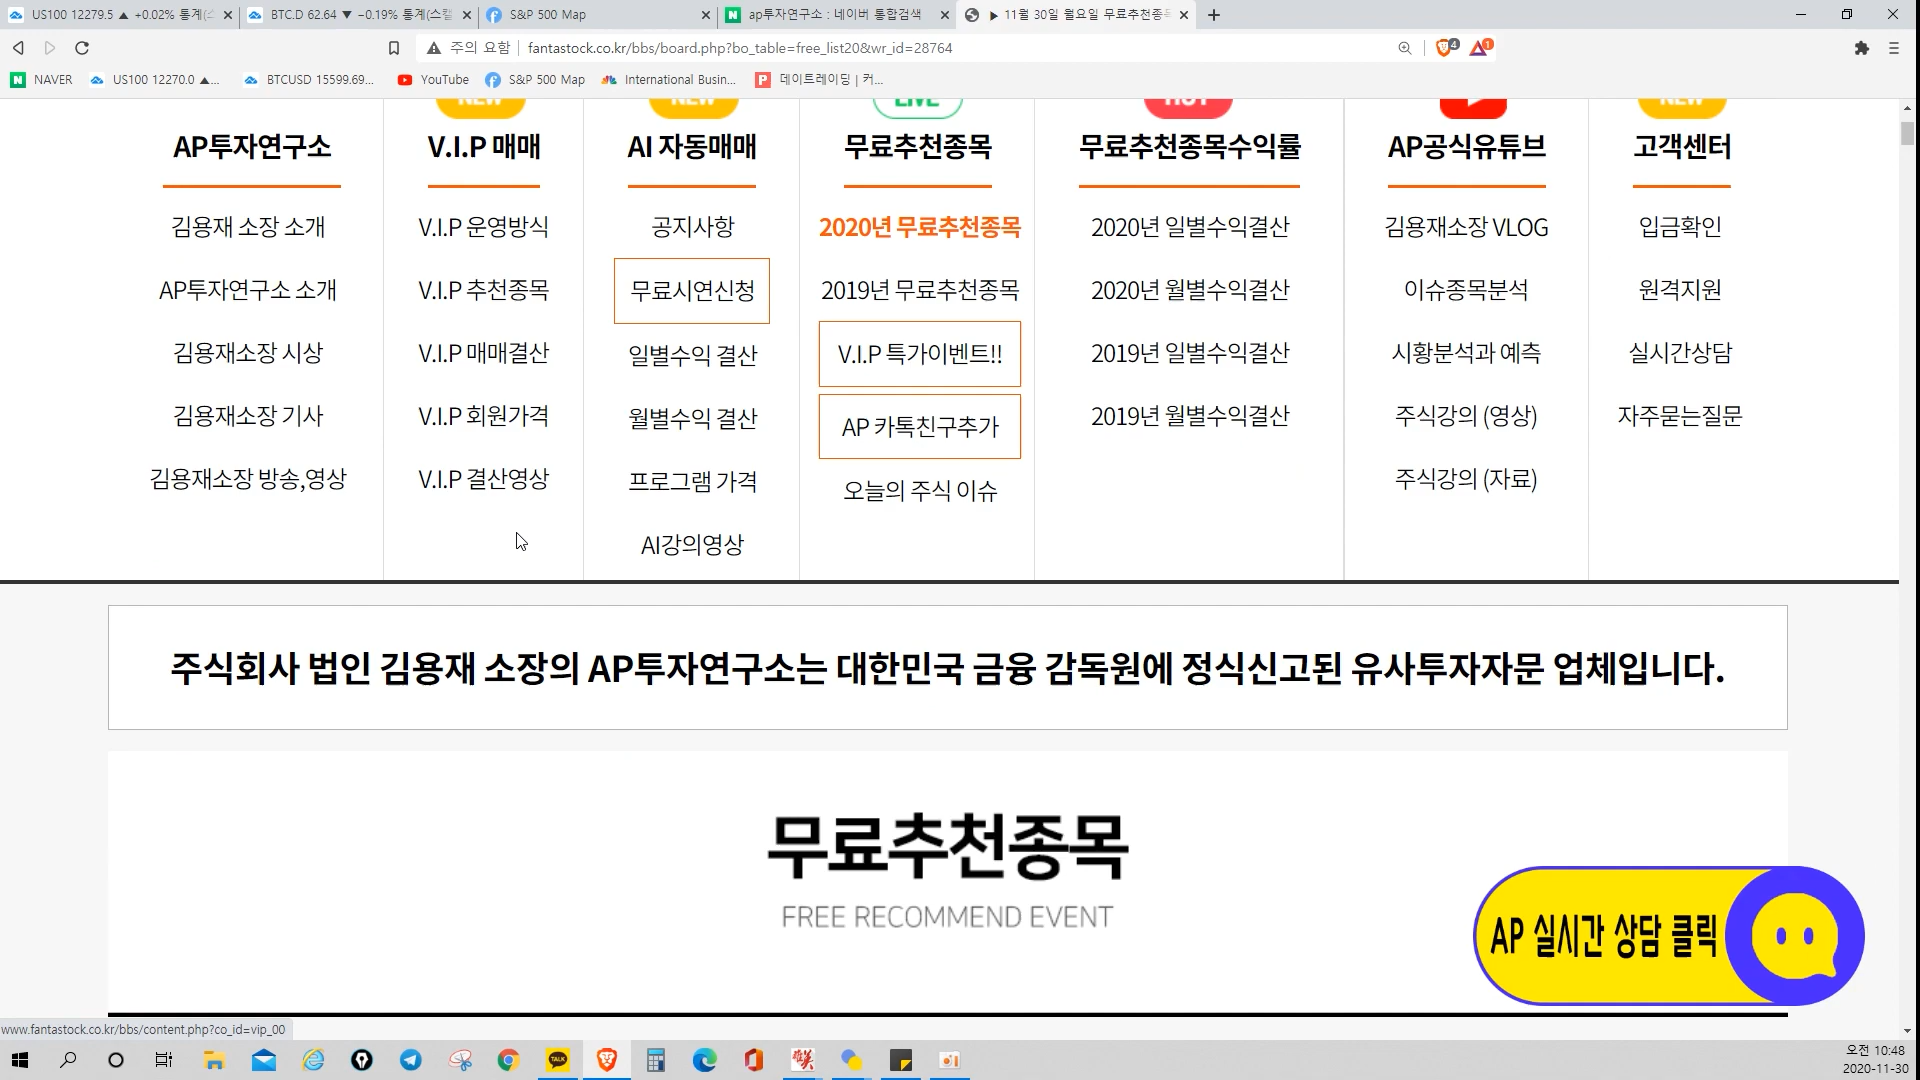 US100 12279.5 ▲ +0.02% 통계(스
BTC.D 62.64 ▼ −0.19% 통계(스캘
S&P 500 Map
ap투자연구소 : 네이버 통합검색
▶ 11월 30일 월요일 무료추천종목
주의 요함
fantastock.co.kr/bbs/board.php?bo_table=free_list20&wr_id=28764
4
1
NAVER
US100 12270.0 ▲...
BTCUSD 15599.69...
YouTube
S&P 500 Map
International Busin...
데이트레이딩 | 커...
NEW
NEW
LIVE
HOT
NEW
AP투자연구소
V.I.P 매매
AI 자동매매
무료추천종목
무료추천종목수익률
AP공식유튜브
고객센터
김용재 소장 소개
V.I.P 운영방식
공지사항
2020년 무료추천종목
2020년 일별수익결산
김용재소장 VLOG
입금확인
AP투자연구소 소개
V.I.P 추천종목
무료시연신청
2019년 무료추천종목
2020년 월별수익결산
이슈종목분석
원격지원
김용재소장 시상
V.I.P 매매결산
일별수익 결산
V.I.P 특가이벤트!!
2019년 일별수익결산
시황분석과 예측
실시간상담
김용재소장 기사
V.I.P 회원가격
월별수익 결산
AP 카톡친구추가
2019년 월별수익결산
주식강의 (영상)
자주묻는질문
김용재소장 방송,영상
V.I.P 결산영상
프로그램 가격
오늘의 주식 이슈
주식강의 (자료)
AI강의영상
주식회사 법인 김용재 소장의 AP투자연구소는 대한민국 금융 감독원에 정식신고된 유사투자자문 업체입니다.
무료추천종목
FREE RECOMMEND EVENT
AP 실시간 상담 클릭
www.fantastock.co.kr/bbs/content.php?co_id=vip_00
TALK
오전 10:48
2020-11-30